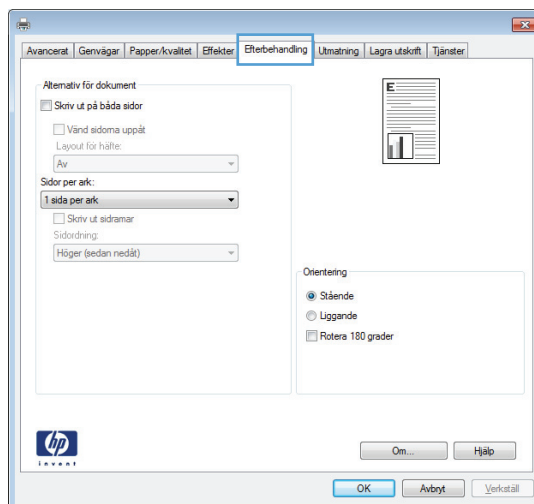 Avancerat Genvägar Papper/kvalitet Effekter Efterbehandling Utmatning Lagra utskrift Tjänster
Alternativ för dokument
Skriv ut på båda sidor
Vänd sidorna uppåt
Layout för häfte:
Av
Sidor per ark:
1 sida per ark
Skriv ut sidramar
Sidordning:
Höger (sedan nedåt)
E
Orientering
Stående
Liggande
Rotera 180 grader
hp
invent
Om... Hjälp
OK Avbryt Verkställ